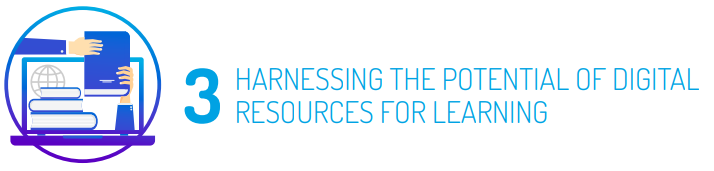 3 HARNESSING THE POTENTIAL OF DIGITAL
RESOURCES FOR LEARNING